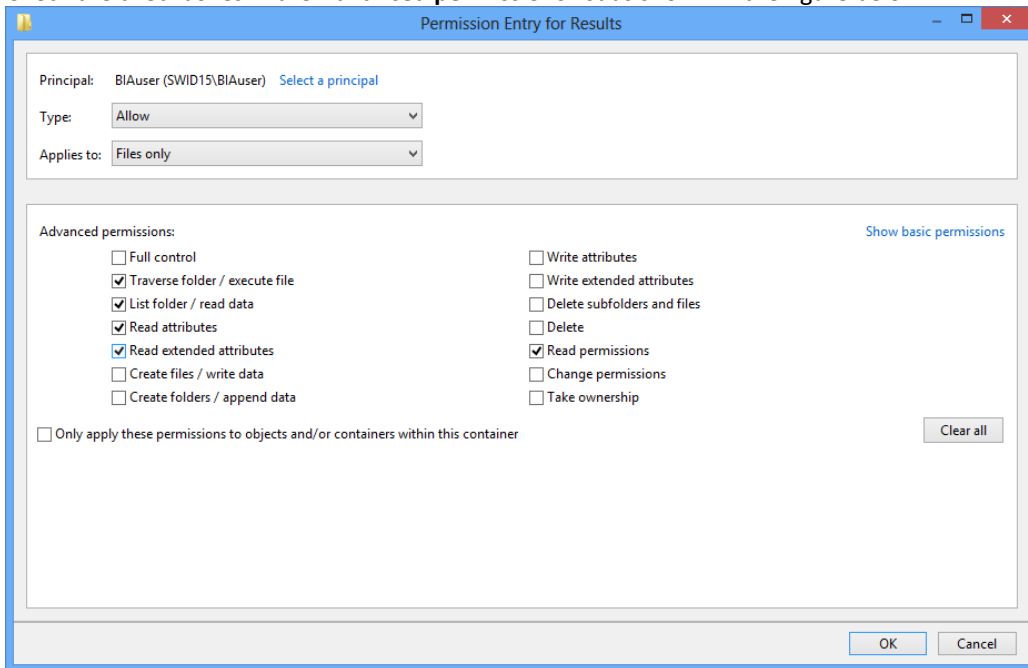 Permission Entry for Results
Principal: BIAuser (SWID15\BIAuser) Select a principal
Type: Allow
Applies to: Files only
Advanced permissions: Show basic permissions
Full control Write attributes
Traverse folder / execute file Write extended attributes
List folder / read data Delete subfolders and files
Read attributes Delete
Read extended attributes Read permissions
Create files / write data Change permissions
Create folders / append data Take ownership
Only apply these permissions to objects and/or containers within this container Clear all
OK Cancel